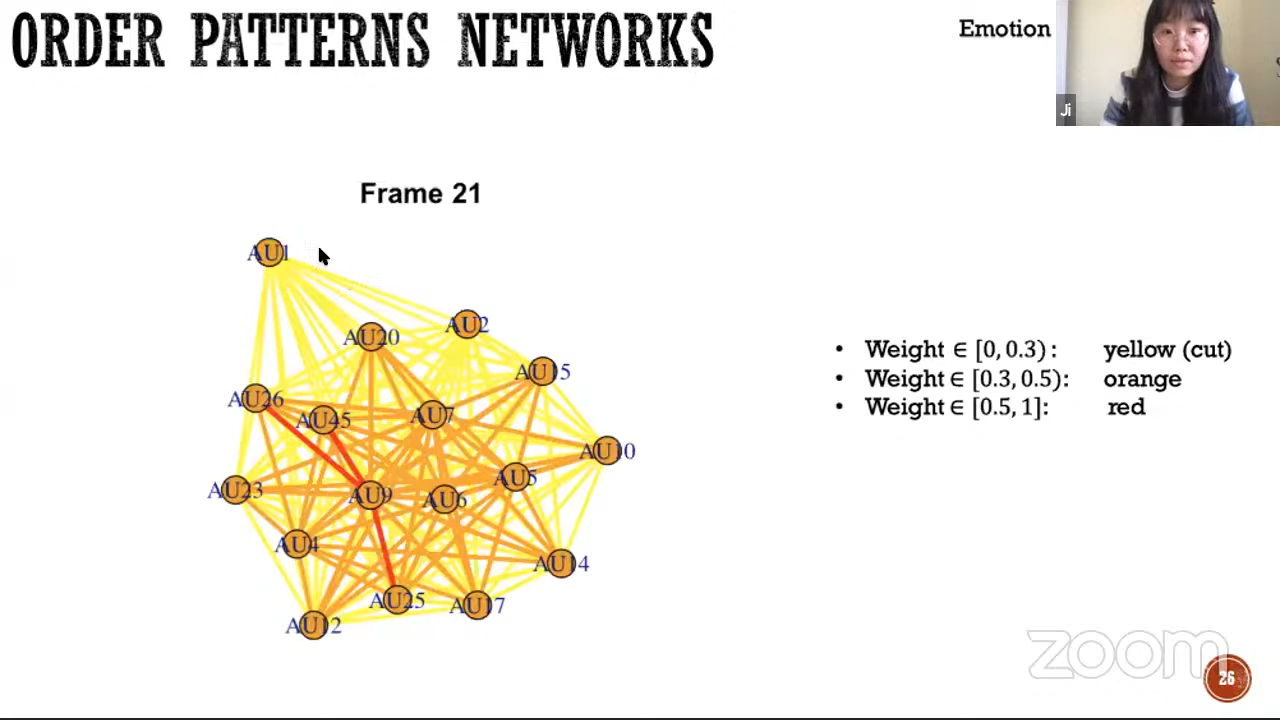 ORDER PATTERNS NETWORKS
Emotion
Ji
Frame 21
AU1
AU2
AU20
AU15
AU26
AU45
AU7
AU10
AU5
AU23
AU9
AU6
AU4
AU14
AU25
AU17
AU12
• Weight ∈ [0, 0.3) : yellow (cut)
• Weight ∈ [0.3, 0.5): orange
• Weight ∈ [0.5, 1]: red
zoom
26